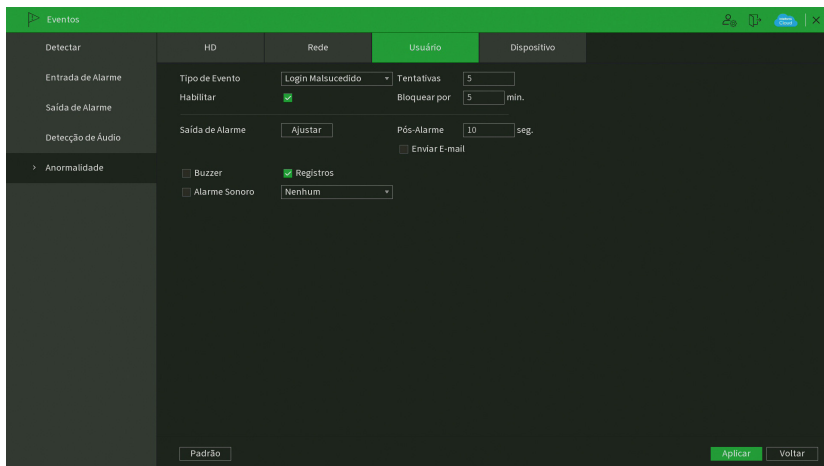 Eventos
Detectar
Entrada de Alarme
Saída de Alarme
Detecção de Áudio
> Anormalidade
HD Rede Usuário Dispositivo
Tipo de Evento Login Malsucedido Tentativas 5
Habilitar Bloquear por 5 min.
Saída de Alarme Ajustar Pós-Alarme 10 seg.
Enviar E-mail
Buzzer Registros
Alarme Sonoro Nenhum
Padrão Aplicar Voltar